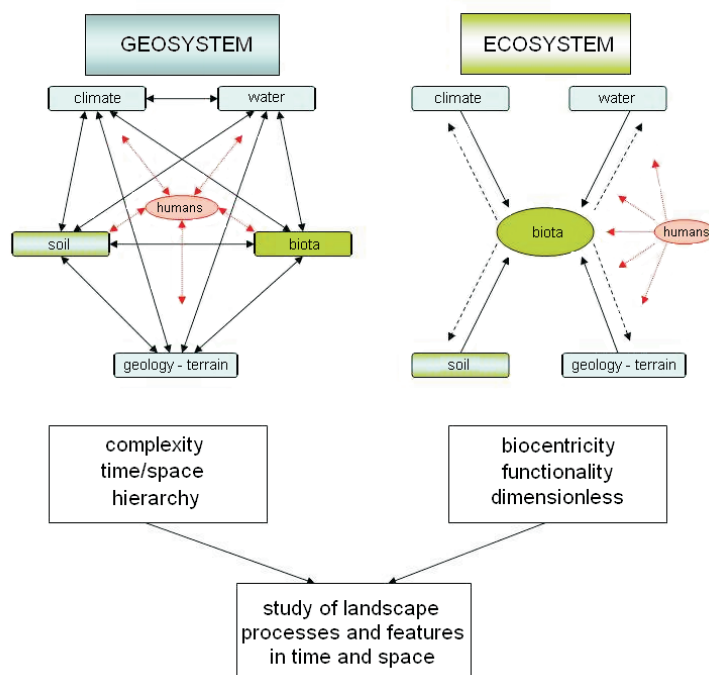 GEOSYSTEM
climate
water
humans
soil
biota
geology - terrain
ECOSYSTEM
climate
water
biota
humans
soil
geology - terrain
complexity
time/space
hierarchy
biocentricity
functionality
dimensionless
study of landscape
processes and features
in time and space